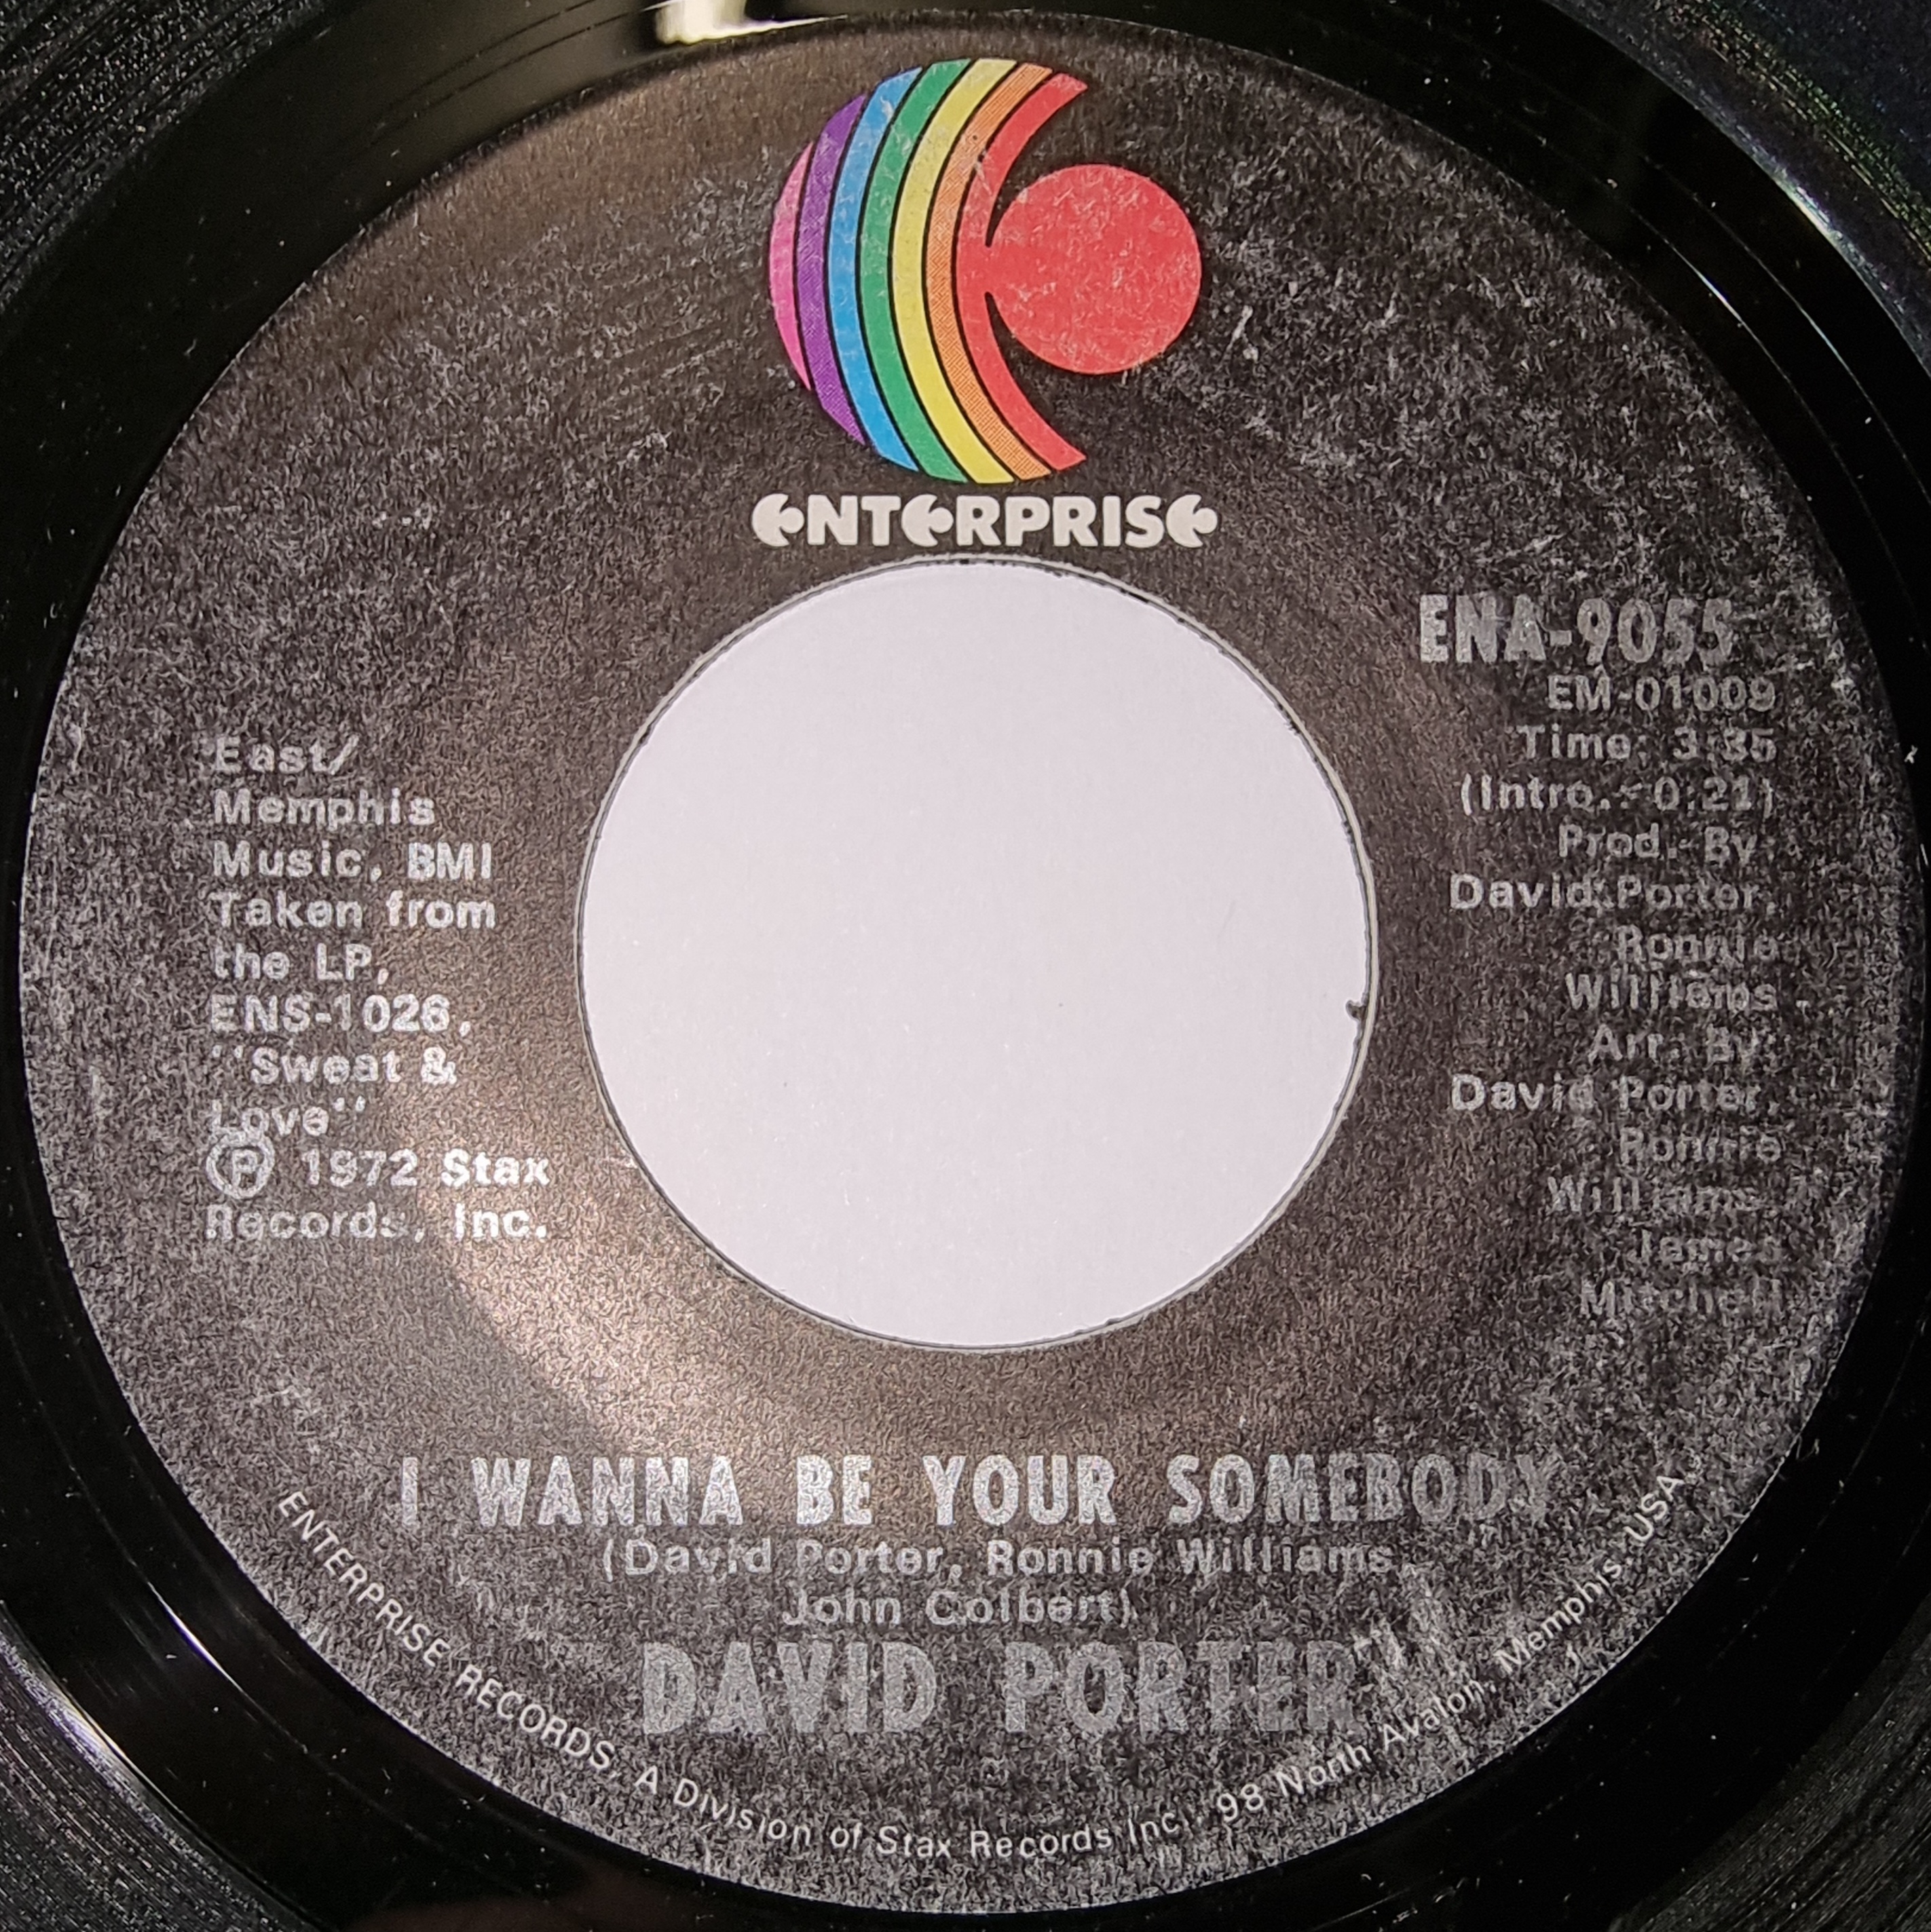 ENTERPRISE
ENA-9055
EM-01009
Time: 3:35
(Intro.- 0:21)
Prod. By:
David Porter,
Ronnie
Williams
Arr. By:
David Porter,
Ronnie
Williams,
James
Mitchell
East/
Memphis
Music, BMI
Taken from
the LP,
ENS-1026,
"Sweat &
Love"
Ⓟ 1972 Stax
Records, Inc.
I WANNA BE YOUR SOMEBODY
(David Porter, Ronnie Williams,
John Colbert)
DAVID PORTER
ENTERPRISE RECORDS, A Division of Stax Records Inc., 98 North Avalon, Memphis, USA